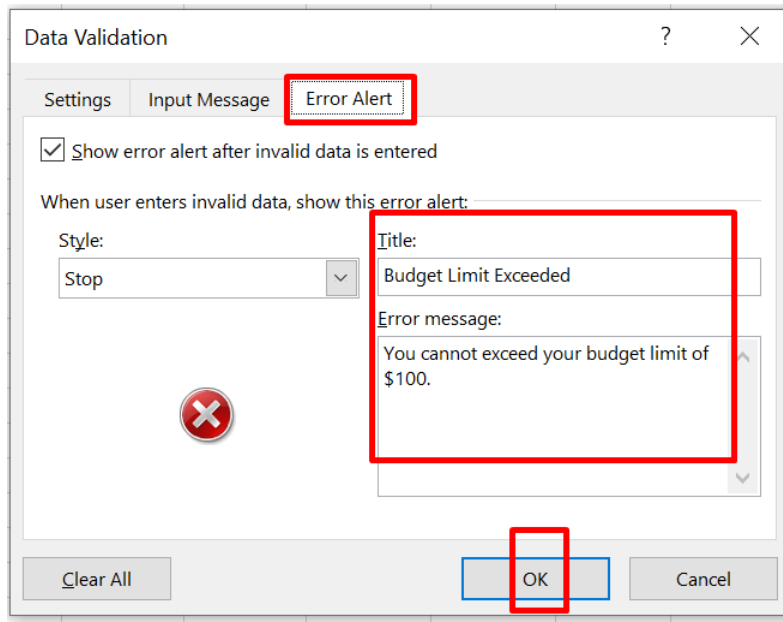 Data Validation ?
Settings Input Message Error Alert
Show error alert after invalid data is entered
When user enters invalid data, show this error alert:
Style:
Stop
Title:
Budget Limit Exceeded
Error message:
You cannot exceed your budget limit of
$100.
Clear All OK Cancel